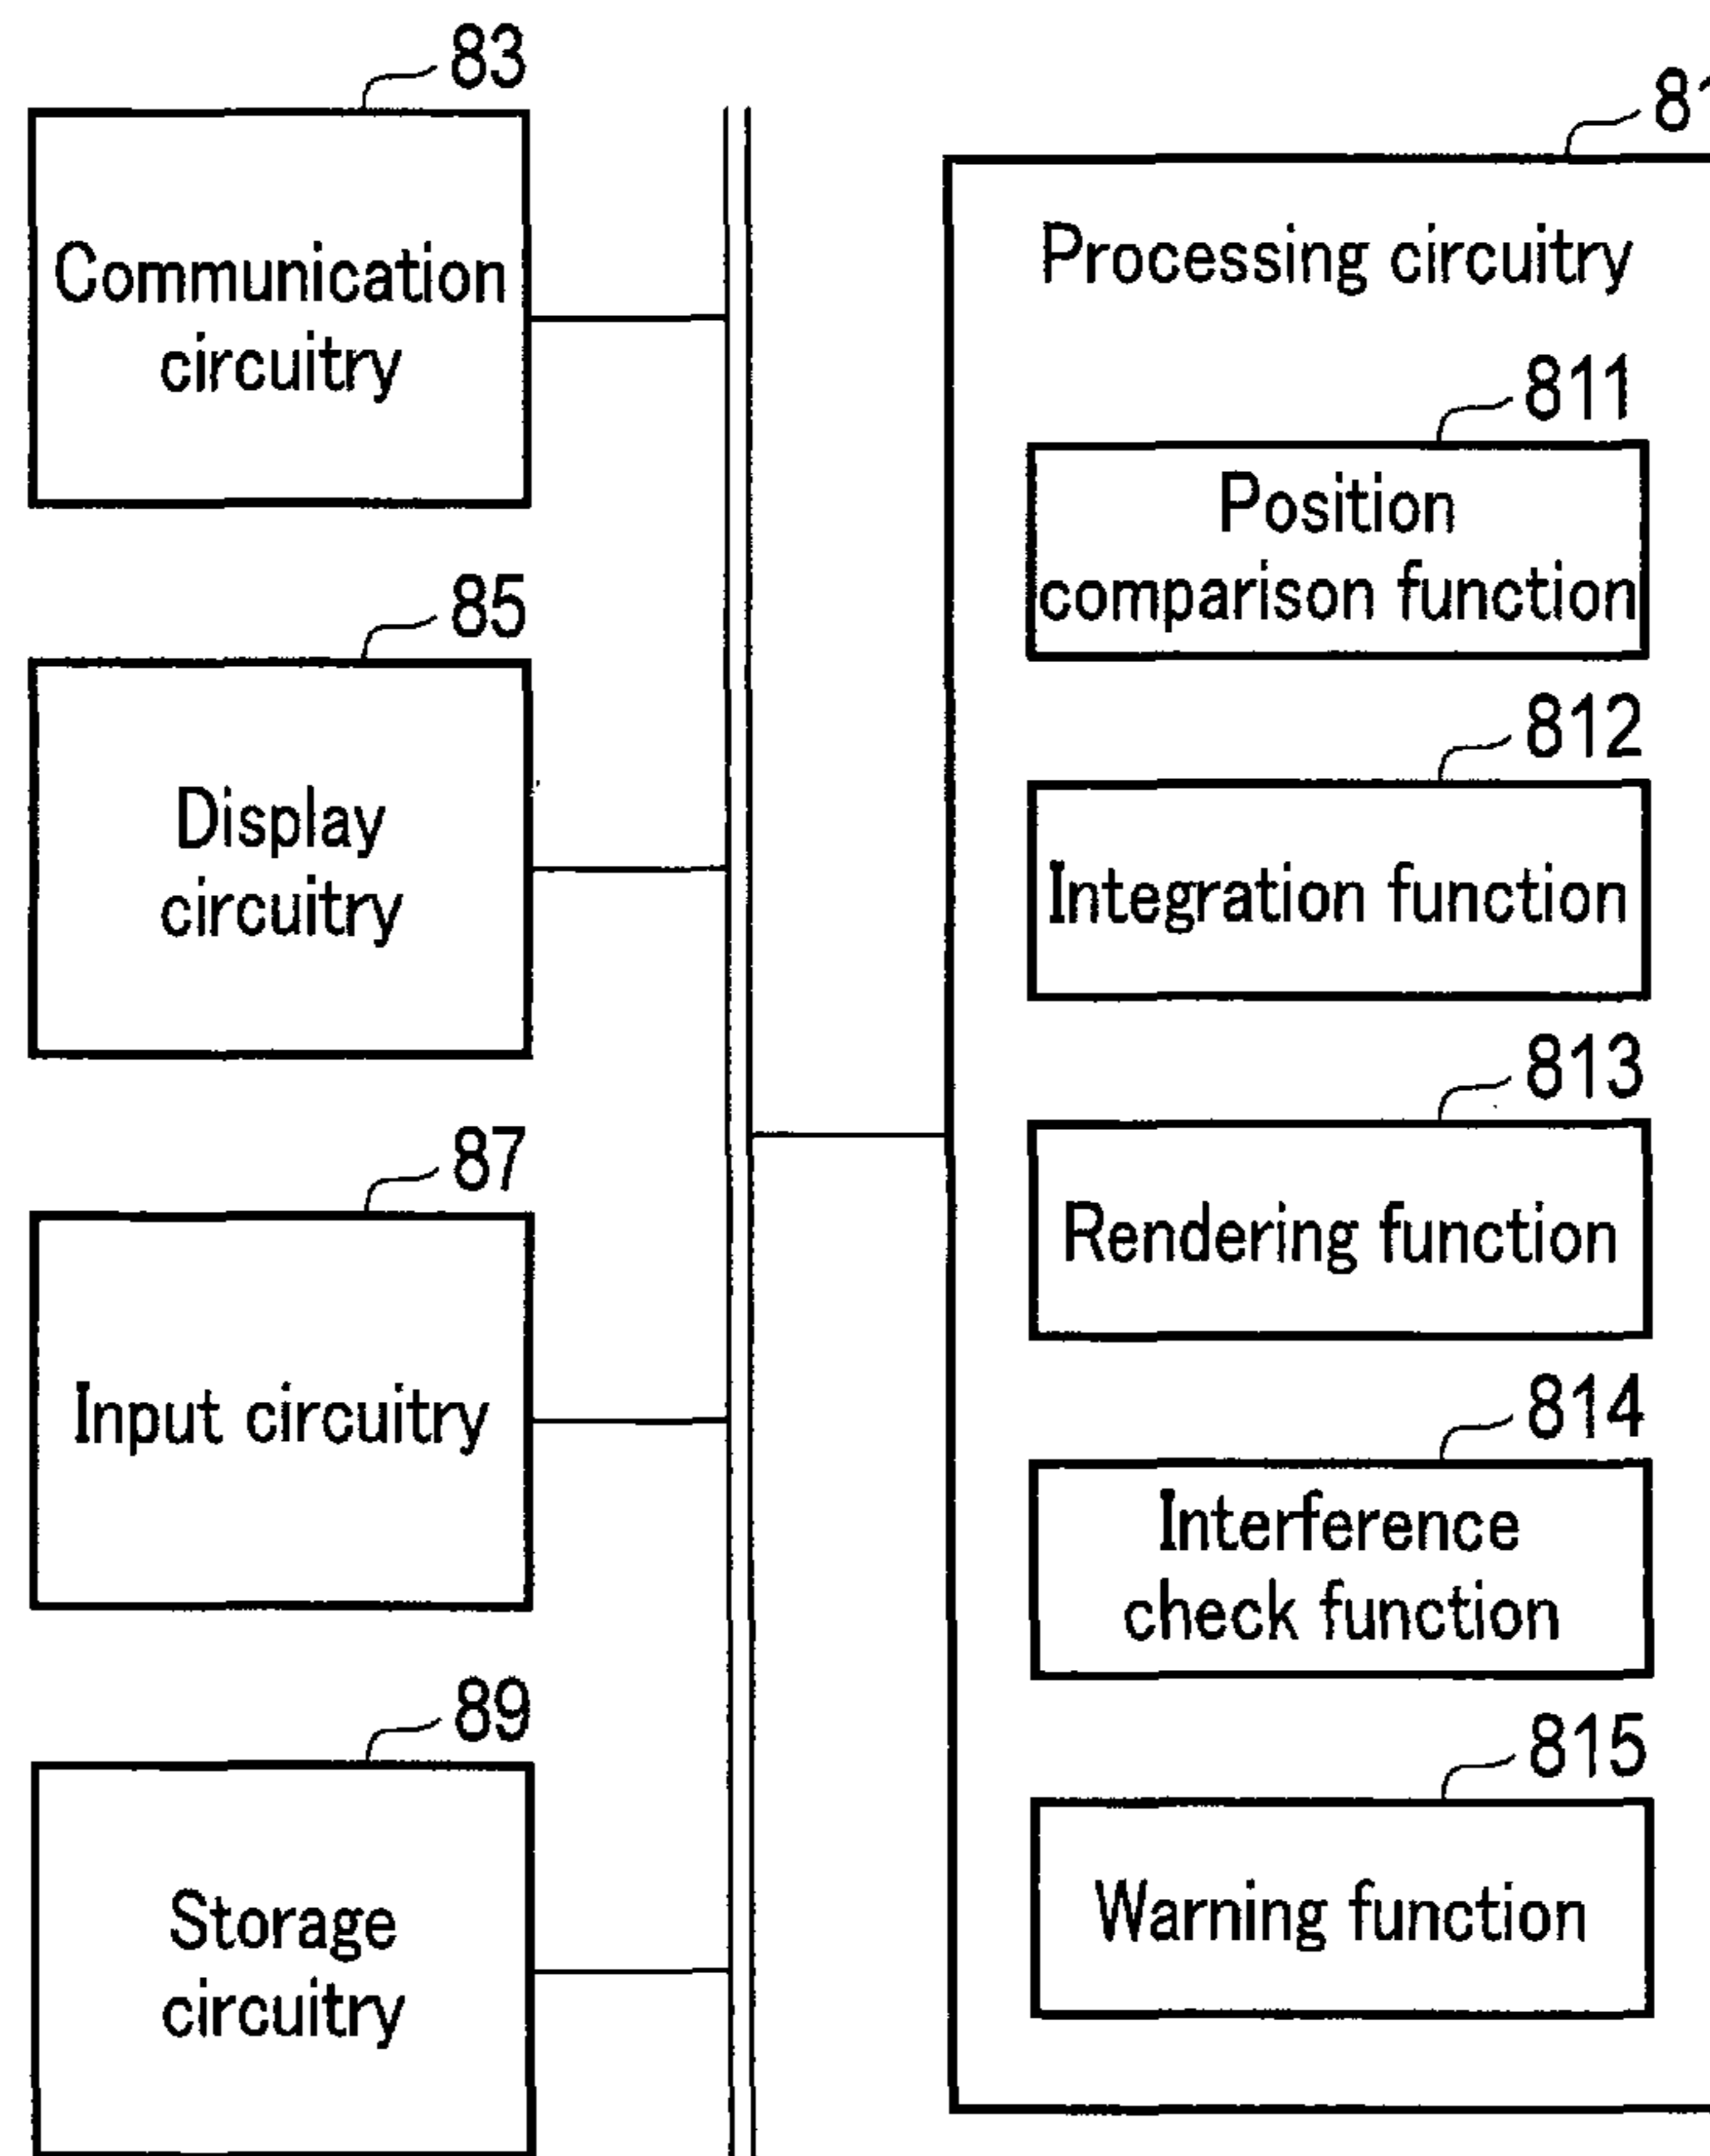 83
Communication
circuitry
85
Display
circuitry
87
Input circuitry
89
Storage
circuitry
81
Processing circuitry
811
Position
comparison function
812
Integration function
813
Rendering function
814
Interference
check function
815
Warning function